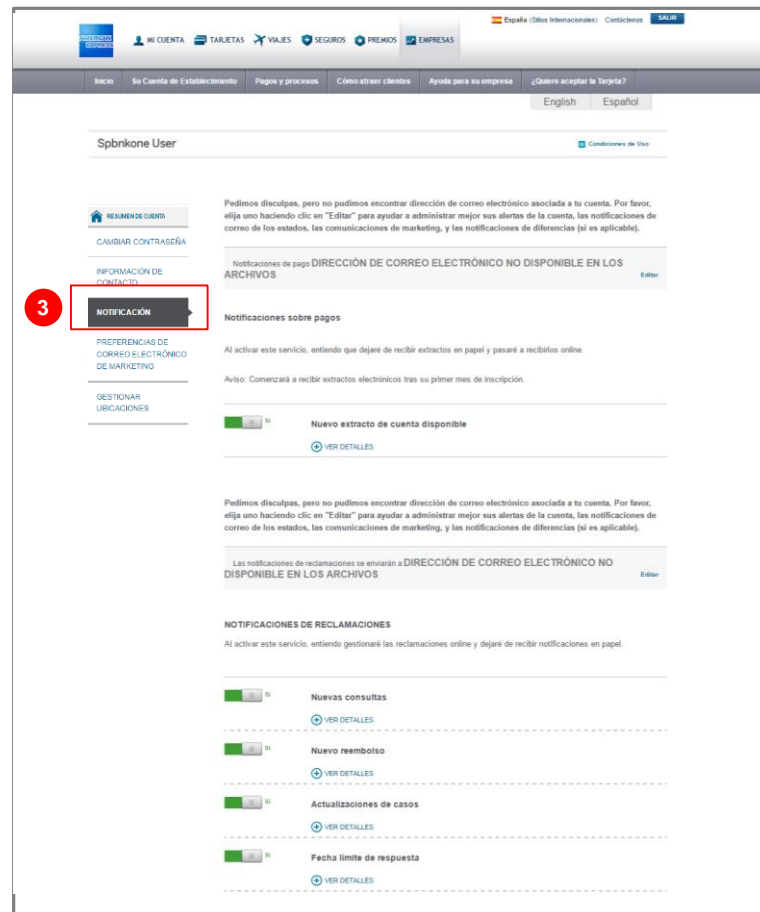 España (Sitios Internacionales) Contáctenos SALIR
AMERICAN EXPRESS
MI CUENTA TARJETAS VIAJES SEGUROS PREMIOS EMPRESAS
Inicio Su Cuenta de Establecimiento Pagos y procesos Cómo atraer clientes Ayuda para su empresa ¿Quiere aceptar la Tarjeta?
English Español
Spbnkone User
Condiciones de Uso
RESUMEN DE CUENTA
CAMBIAR CONTRASEÑA
INFORMACIÓN DE
CONTACTO
3
NOTIFICACIÓN
PREFERENCIAS DE
CORREO ELECTRÓNICO
DE MARKETING
GESTIONAR
UBICACIONES
Pedimos disculpas, pero no pudimos encontrar dirección de correo electrónico asociada a tu cuenta. Por favor,
elija uno haciendo clic en "Editar" para ayudar a administrar mejor sus alertas de la cuenta, las notificaciones de
correo de los estados, las comunicaciones de marketing, y las notificaciones de diferencias (si es aplicable).
Notificaciones de pago DIRECCIÓN DE CORREO ELECTRÓNICO NO DISPONIBLE EN LOS
ARCHIVOS
Editar
Notificaciones sobre pagos
Al activar este servicio, entiendo que dejaré de recibir extractos en papel y pasaré a recibirlos online.
Aviso: Comenzará a recibir extractos electrónicos tras su primer mes de inscripción.
Si
Nuevo extracto de cuenta disponible
VER DETALLES
Pedimos disculpas, pero no pudimos encontrar dirección de correo electrónico asociada a tu cuenta. Por favor,
elija uno haciendo clic en "Editar" para ayudar a administrar mejor sus alertas de la cuenta, las notificaciones de
correo de los estados, las comunicaciones de marketing, y las notificaciones de diferencias (si es aplicable).
Las notificaciones de reclamaciones se enviarán a DIRECCIÓN DE CORREO ELECTRÓNICO NO
DISPONIBLE EN LOS ARCHIVOS
Editar
NOTIFICACIONES DE RECLAMACIONES
Al activar este servicio, entiendo gestionaré las reclamaciones online y dejaré de recibir notificaciones en papel.
Si
Nuevas consultas
VER DETALLES
Si
Nuevo reembolso
VER DETALLES
Si
Actualizaciones de casos
VER DETALLES
Si
Fecha límite de respuesta
VER DETALLES